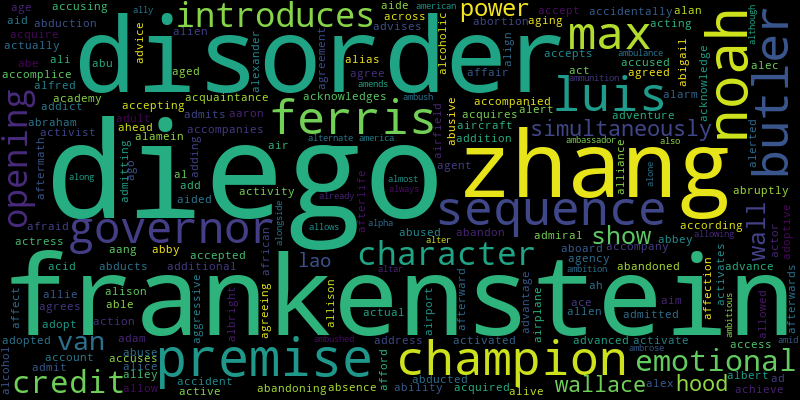 age accusing introduces aide american power accept accidentally alan
aid abduction ally across abortion aging acting
actually advice alien advises max noah butler although
acquire disorder alexander agreement alcoholic align accepts
ali abu aged alias affair accused abigail ambulance
abe alfred agree act agreed alec
accomplice amends ambush luis ammunition
opening addict academy acquaintance acknowledges accompanied alarm acknowledge
adult accepting admits aaron ferris abusive acquires alert adventure
abraham ahead alamein accompanies alternate america airfield aircraft simultaneously alerted
activist adding air addition ambassador also
aftermath admitting ago diego almost zhang alliance alone
along al activity already always agent abruptly
add afterlife
afraid aided alongside allows alpha sequence according wall adoptive
governor abused abandon admiral show abbey allowing
actress aang abby african alter character aboard accompany actor
acid abducts accepted lao afterward agency abandoned activates advance
additional altar ambition afterwards
affect frankenstein
allie alison aggressive albright agreeing allison actual airport advantage ah affection ambitious allowed
agrees able ace aim
adopt action airplane allen admitted
adopted van adam ambushed address activated advanced activate ambrose access amid
account accuses abuse premise champion emotional
alcohol admit alice absence afford abducted wallace albert ad
credit alley accident ability acquired alex hood achieve
allow active abandoning alive